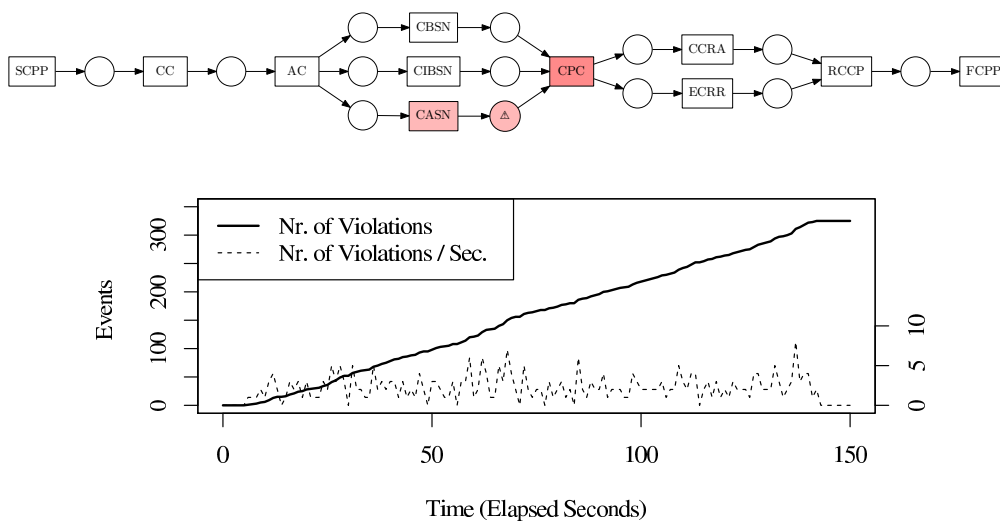 CBSN
CCRA
SCPP CC AC CIBSN CPC RCCP FCPP
ECRR
CASN ⚠
Nr. of Violations
Nr. of Violations / Sec.
Events
0 100 200 300
0 5 10
0 50 100 150
Time (Elapsed Seconds)